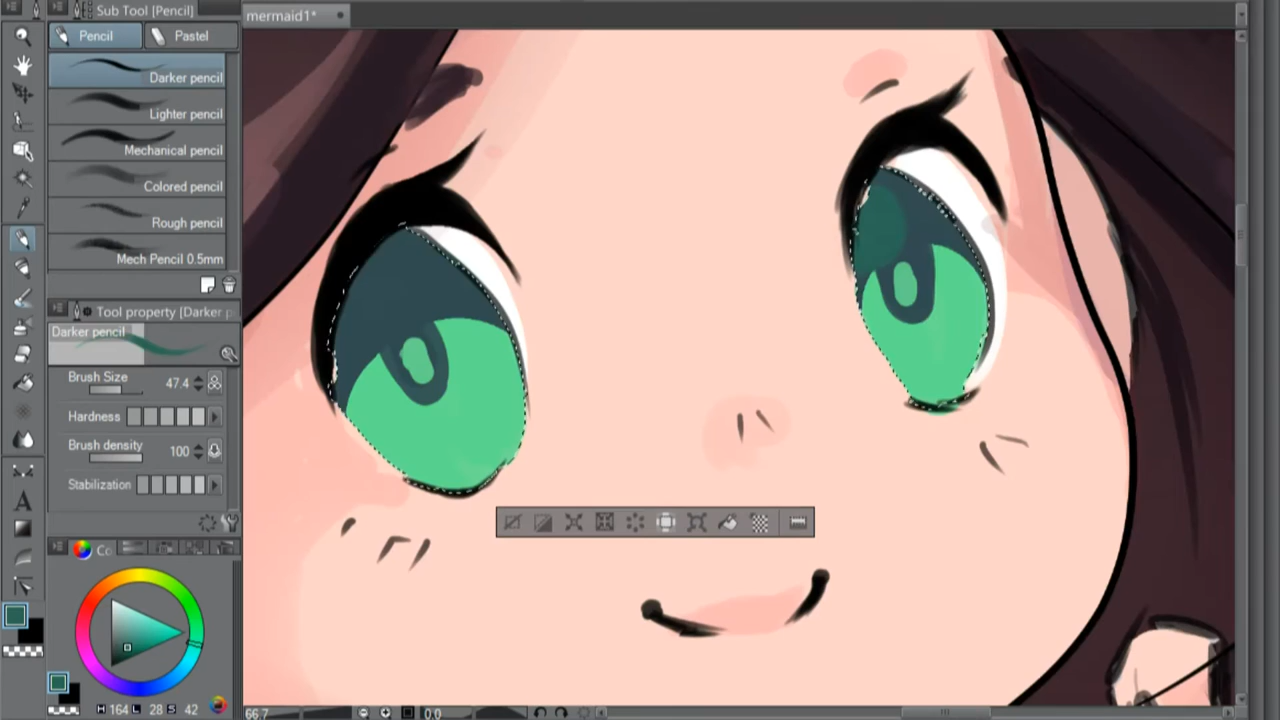 Sub Tool [Pencil]
mermaid1*
Pencil
Pastel
Darker pencil
Lighter pencil
Mechanical pencil
Colored pencil
Rough pencil
Mech Pencil 0.5mm
Tool property [Darker p
Darker pencil
Brush Size
47.4
Hardness
Brush density
100
Stabilization
Co
H 164 L 28 S 42
66.7
0.0